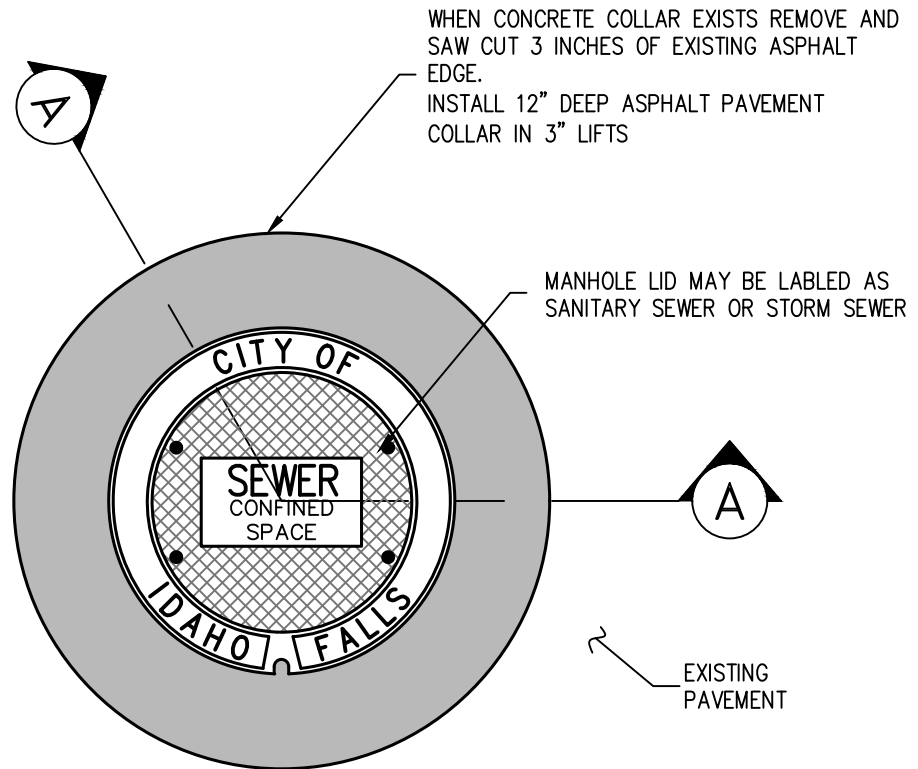 WHEN CONCRETE COLLAR EXISTS REMOVE AND
SAW CUT 3 INCHES OF EXISTING ASPHALT
EDGE.
INSTALL 12" DEEP ASPHALT PAVEMENT
COLLAR IN 3" LIFTS
A
MANHOLE LID MAY BE LABLED AS
SANITARY SEWER OR STORM SEWER
CITY OF
SEWER
CONFINED
SPACE
IDAHO FALLS
A
EXISTING
PAVEMENT